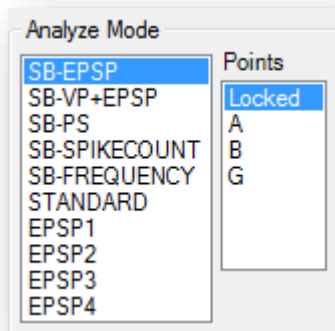 Analyze Mode
SB-EPSP
SB-VP+EPSP
SB-PS
SB-SPIKECOUNT
SB-FREQUENCY
STANDARD
EPSP1
EPSP2
EPSP3
EPSP4
Points
Locked
A
B
G